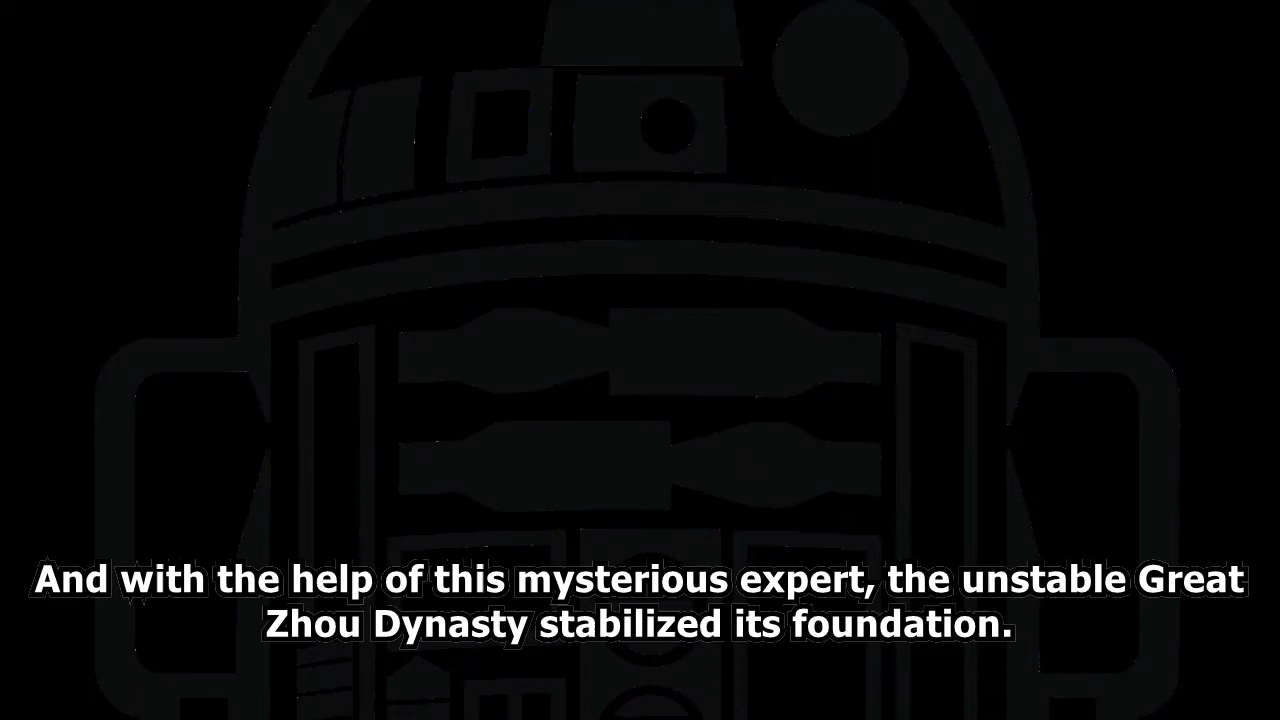 And with the help of this mysterious expert, the unstable Great
Zhou Dynasty stabilized its foundation.